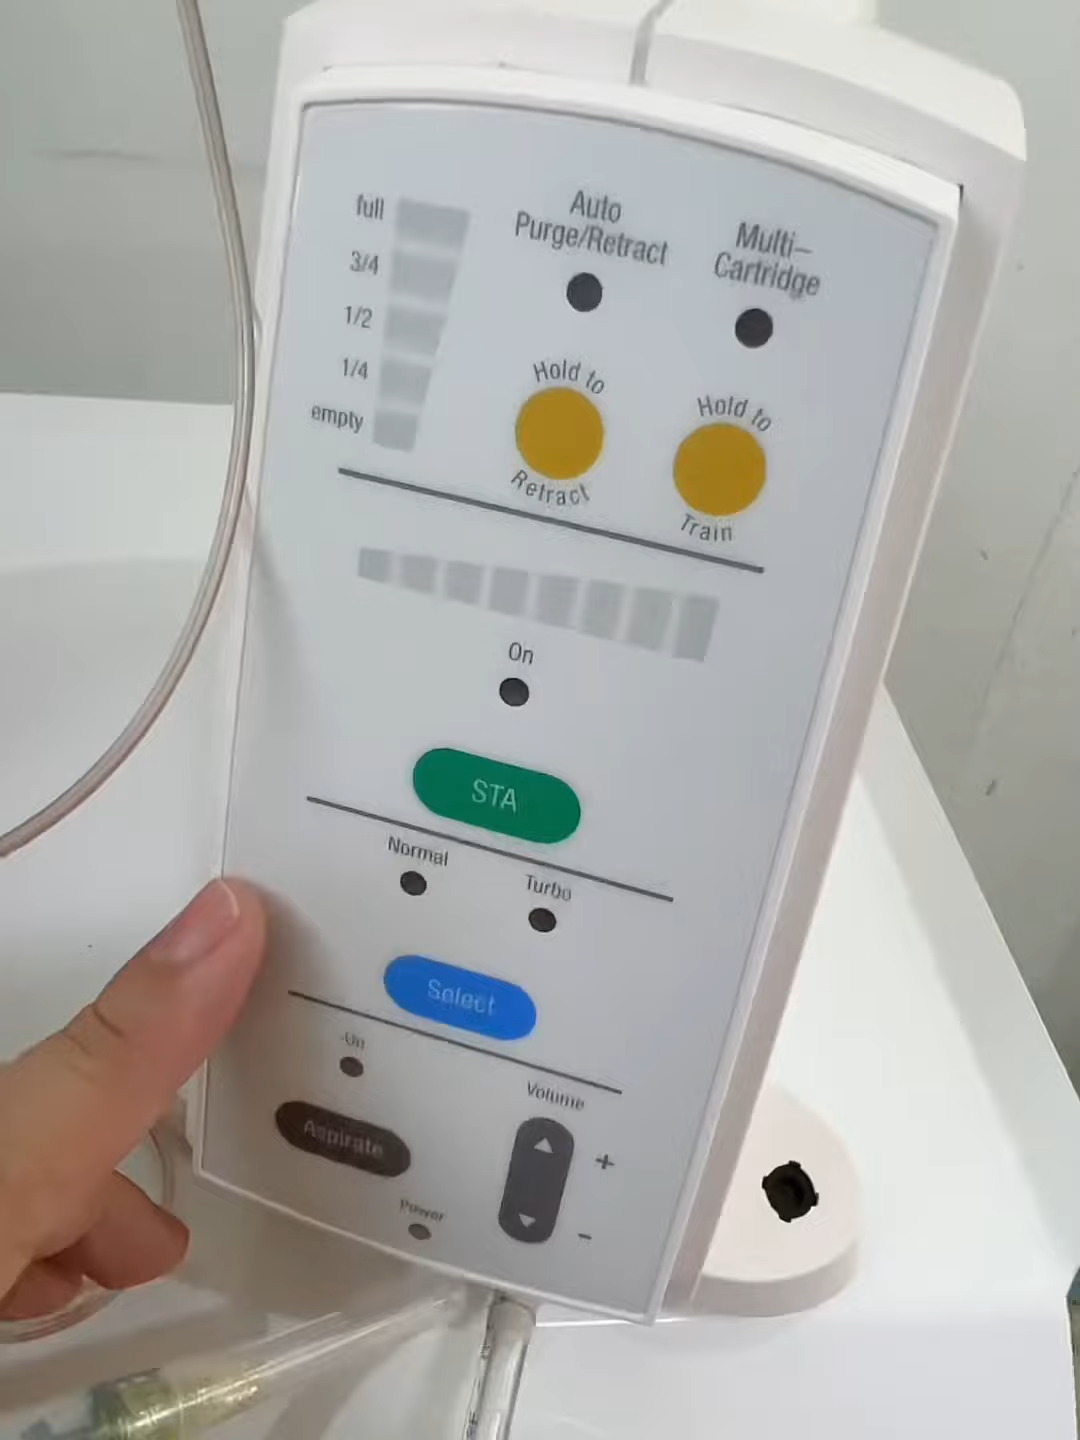 full
3/4
1/2
1/4
empty
Auto
Purge/Retract
Multi-
Cartridge
Hold to
Retract
Hold to
Train
On
STA
Normal
Turbo
Select
On
Aspirate
Volume
+
-
Power